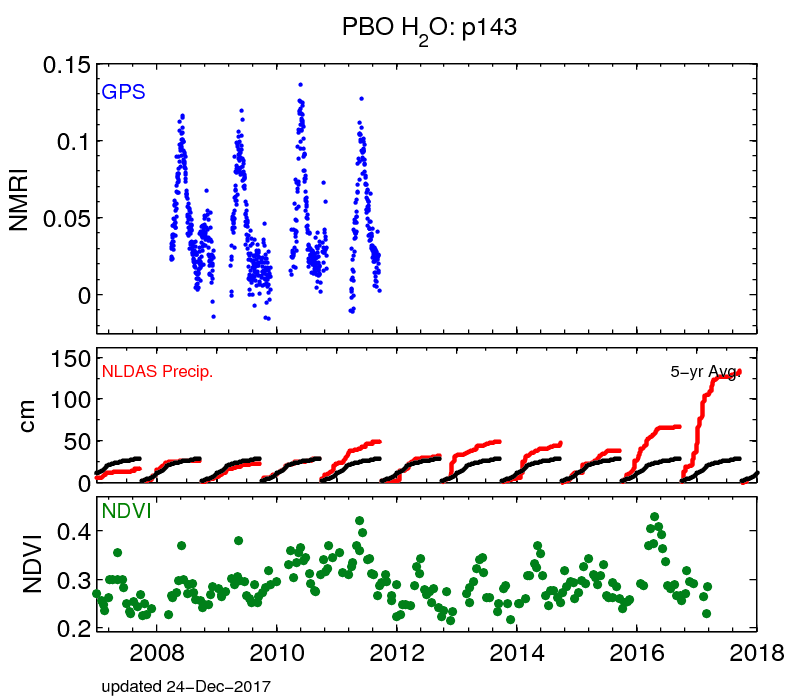 PBO H2O: p143
0.15
GPS
0.1
NMRI
0.05
0
150
NLDAS Precip.
5-yr Avg.
100
cm
50
0
NDVI
0.4
NDVI
0.3
0.2
2008 2010 2012 2014 2016 2018
updated 24-Dec-2017